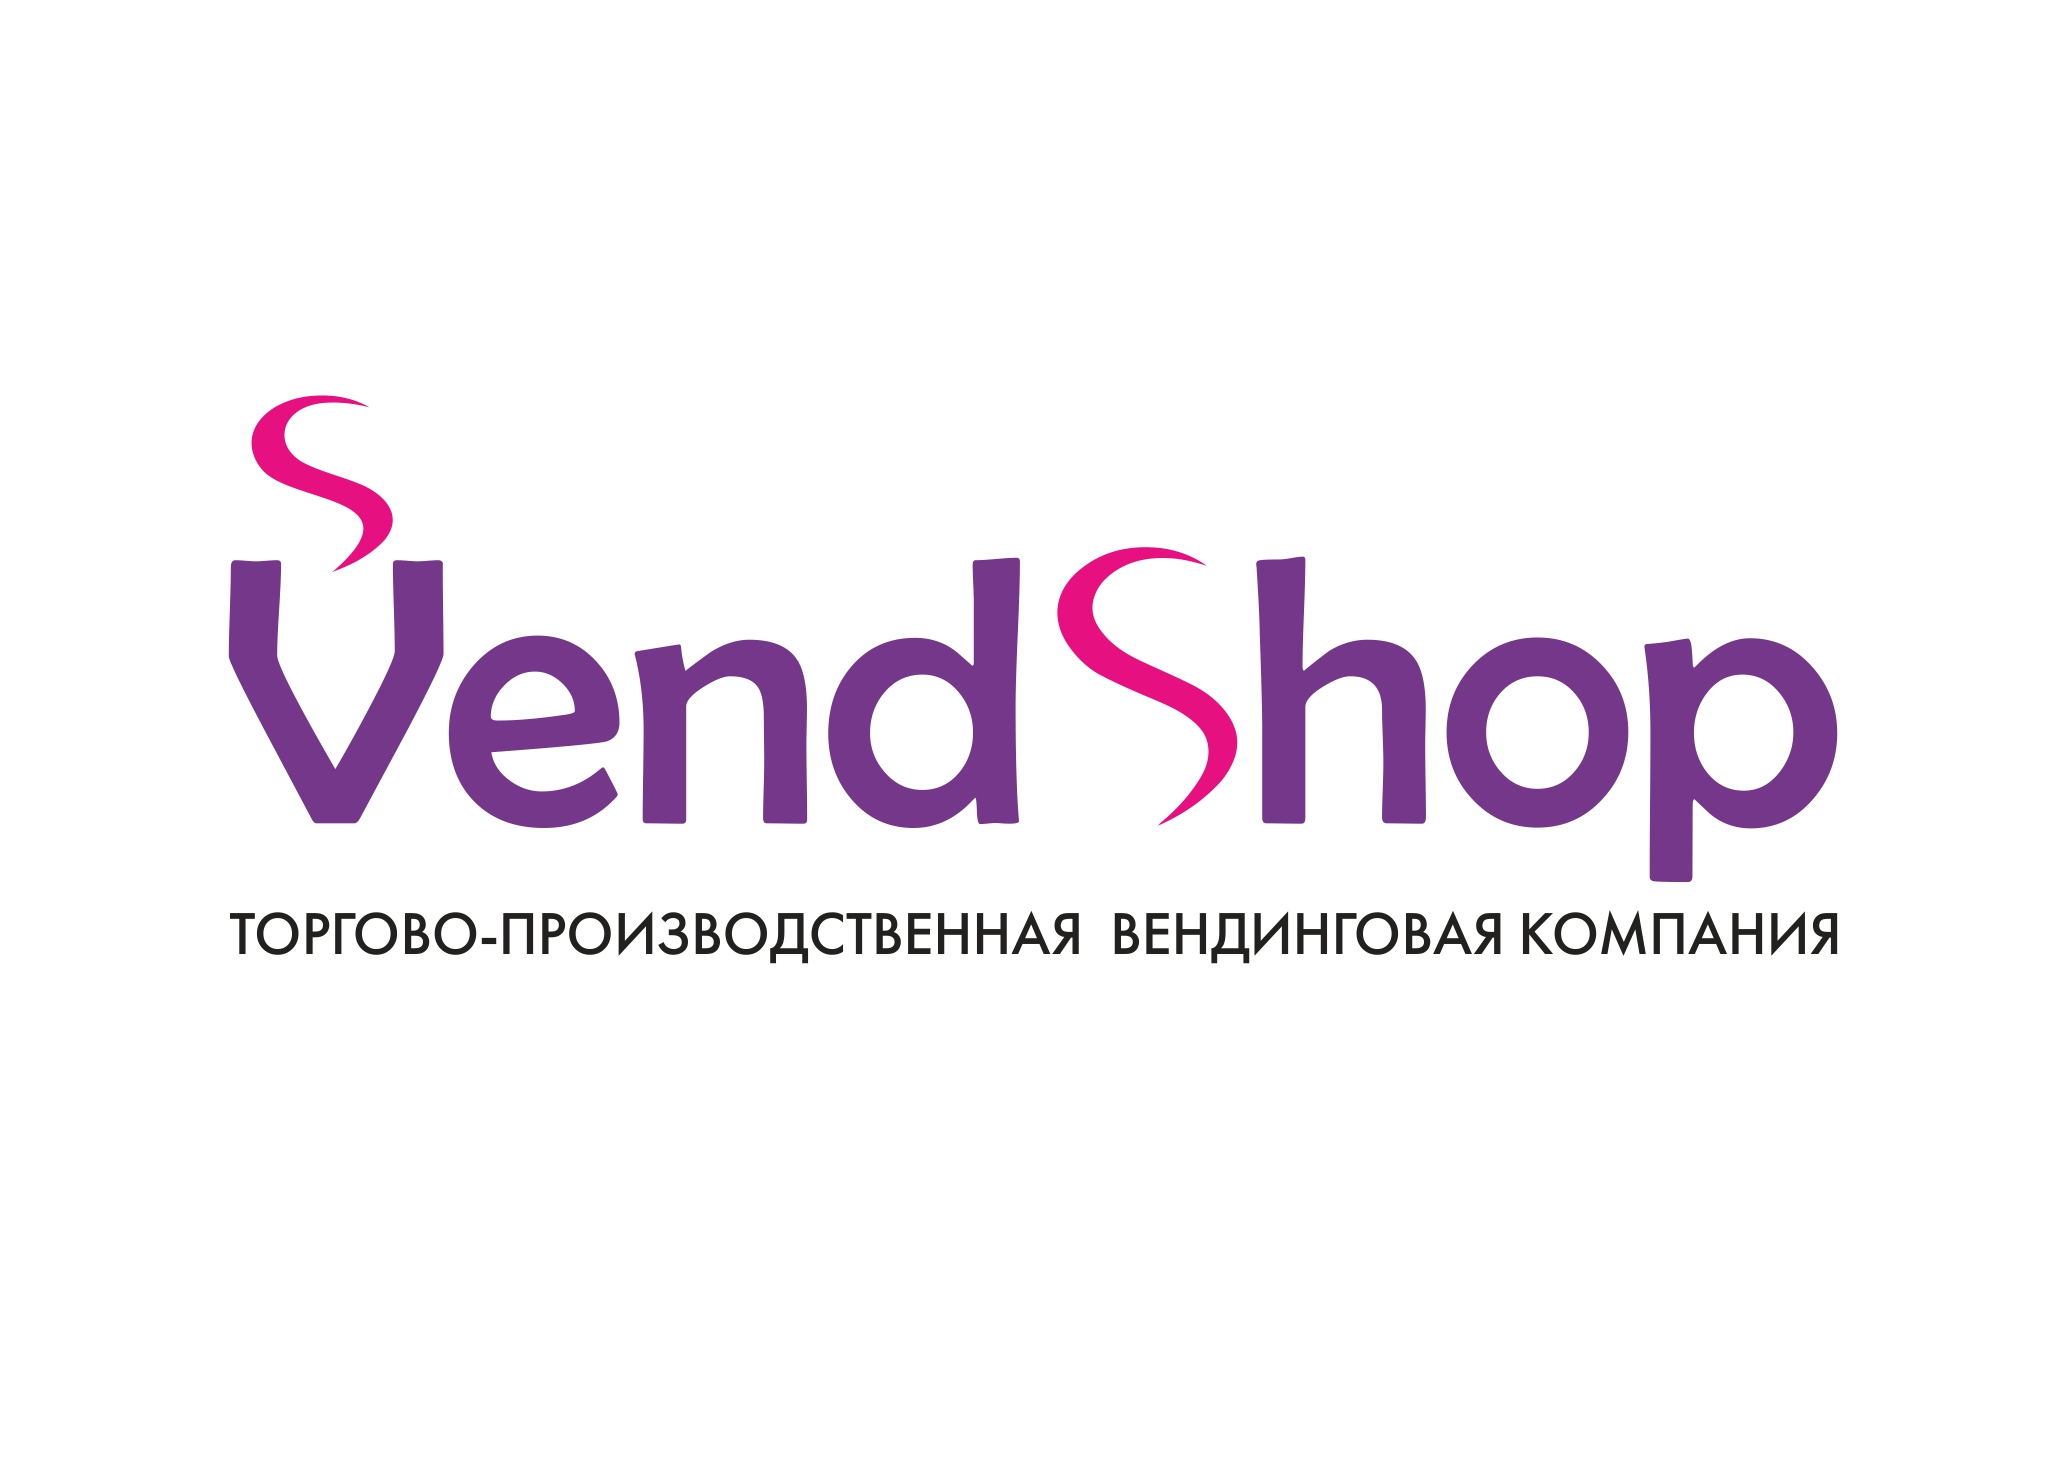 VendShop
ТОРГОВО-ПРОИЗВОДСТВЕННАЯ ВЕНДИНГОВАЯ КОМПАНИЯ